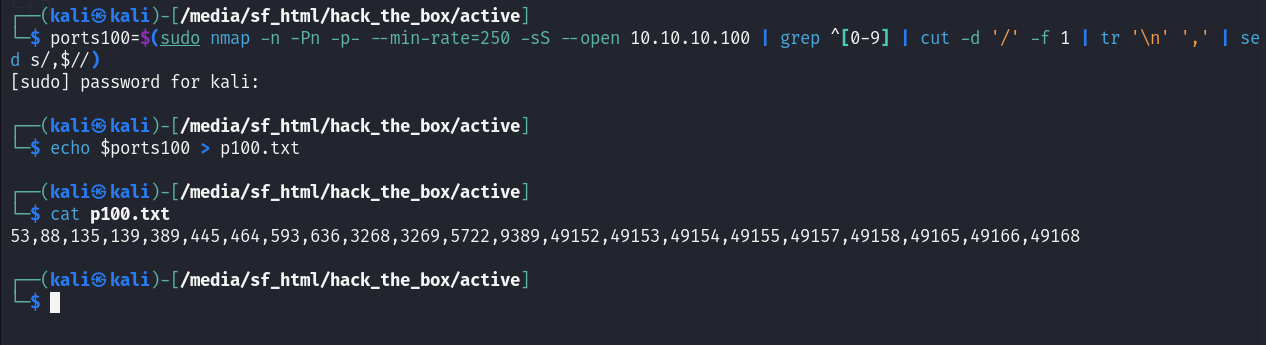 ┌──(kali㉿kali)-[/media/sf_html/hack_the_box/active]
└─$ ports100=$(sudo nmap -n -Pn -p- --min-rate=250 -sS --open 10.10.10.100 | grep ^[0-9] | cut -d '/' -f 1 | tr '\n' ',' | se
d s/,$//)
[sudo] password for kali:
┌──(kali㉿kali)-[/media/sf_html/hack_the_box/active]
└─$ echo $ports100 > p100.txt
┌──(kali㉿kali)-[/media/sf_html/hack_the_box/active]
└─$ cat p100.txt
53,88,135,139,389,445,464,593,636,3268,3269,5722,9389,49152,49153,49154,49155,49157,49158,49165,49166,49168
┌──(kali㉿kali)-[/media/sf_html/hack_the_box/active]
└─$